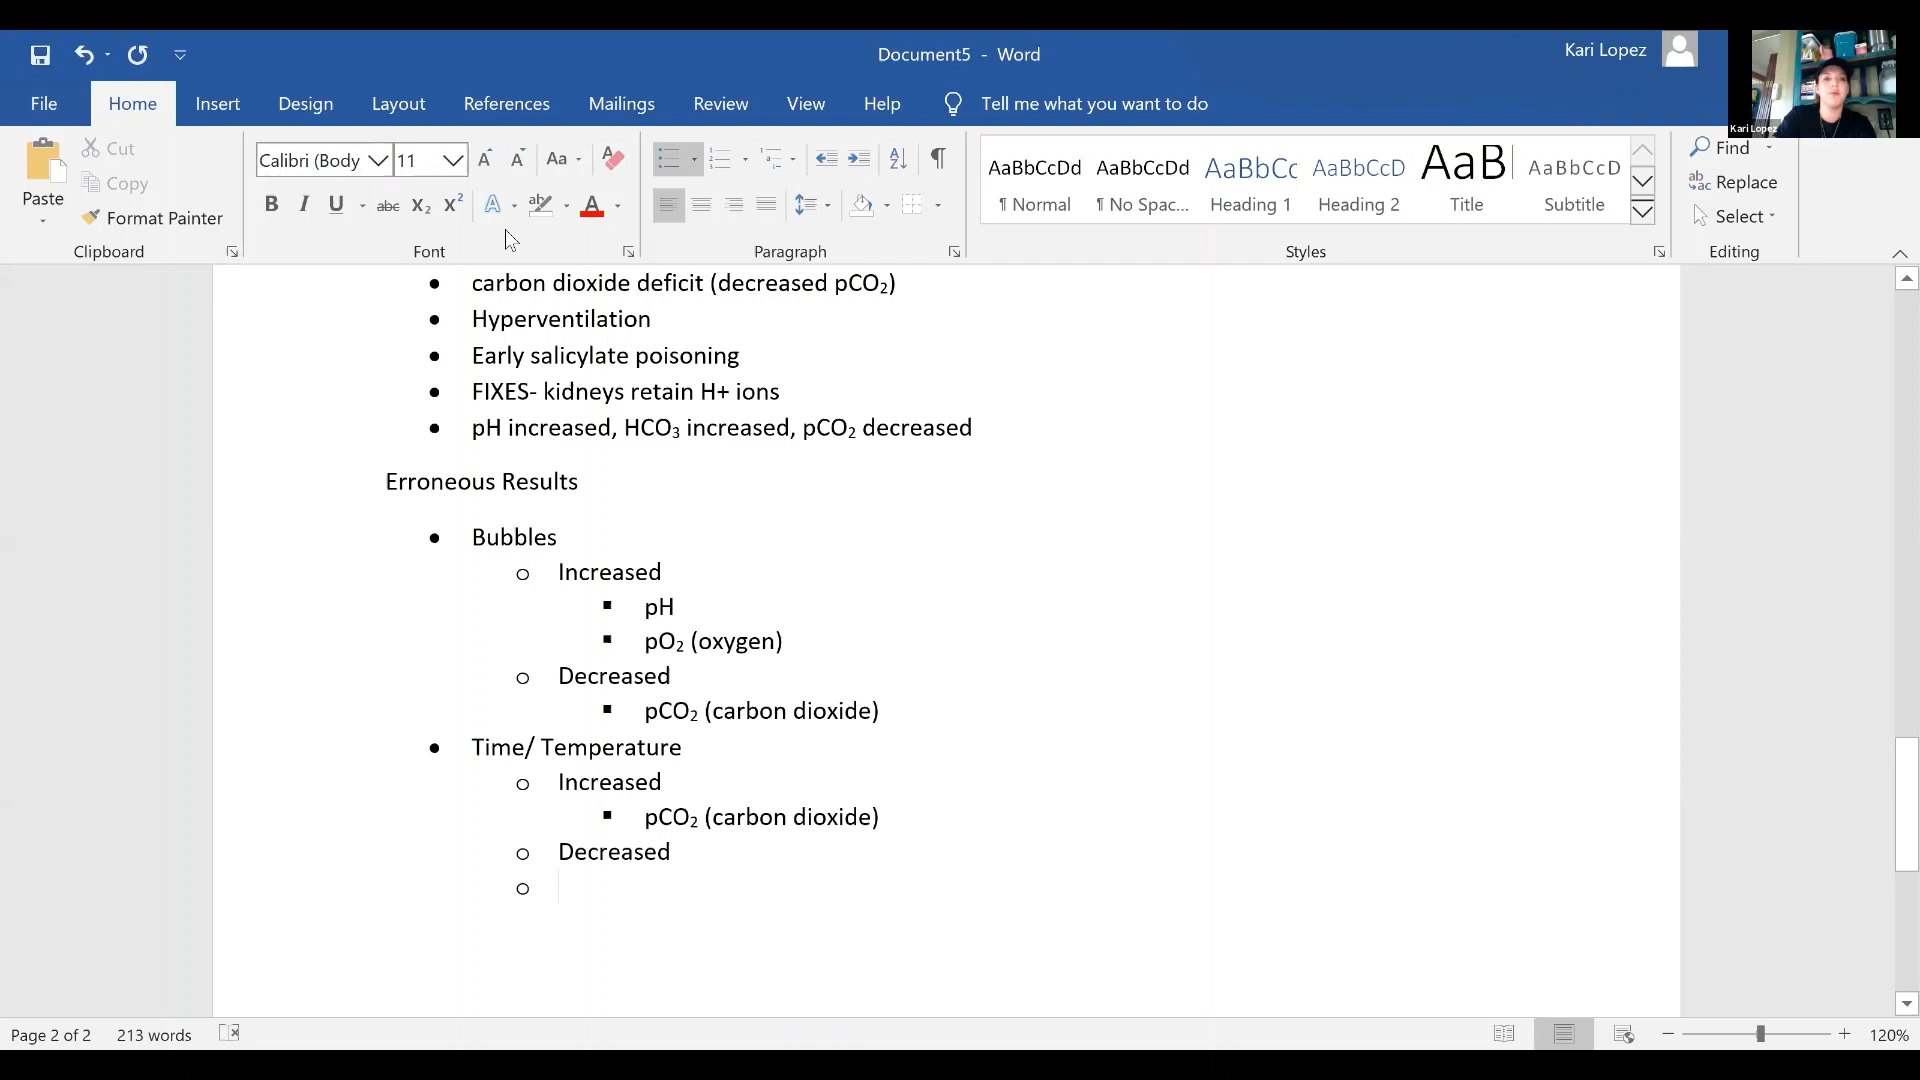 Document5 - Word
Kari Lopez
Kari Lopez
File Home Insert Design Layout References Mailings Review View Help Tell me what you want to do
Paste
Cut
Copy
Format Painter
Clipboard
Calibri (Body 11
Aa
B I U abc X2 X2 A A
Font
Paragraph
AaBbCcDd AaBbCcDd AaBbCc AaBbCcD AaB AaBbCcD
¶ Normal ¶ No Spac... Heading 1 Heading 2 Title Subtitle
Styles
Find
Replace
Select
Editing
• carbon dioxide deficit (decreased pCO₂)
• Hyperventilation
• Early salicylate poisoning
• FIXES- kidneys retain H+ ions
• pH increased, HCO₃ increased, pCO₂ decreased
Erroneous Results
• Bubbles
o Increased
▪ pH
▪ pO₂ (oxygen)
o Decreased
▪ pCO₂ (carbon dioxide)
• Time/ Temperature
o Increased
▪ pCO₂ (carbon dioxide)
o Decreased
o
Page 2 of 2 213 words
120%